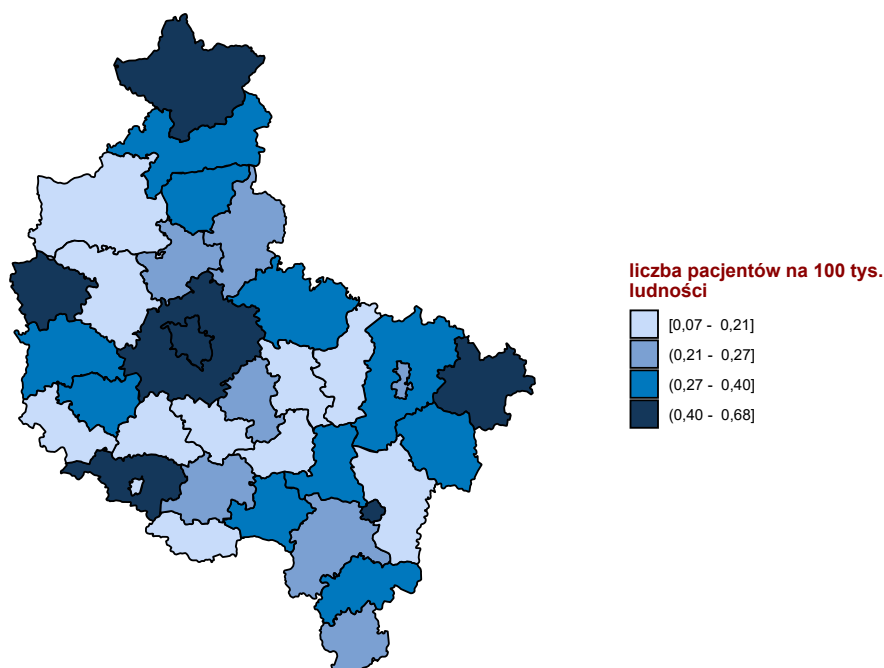 liczba pacjentów na 100 tys.
ludności
[0,07 - 0,21]
(0,21 - 0,27]
(0,27 - 0,40]
(0,40 - 0,68]